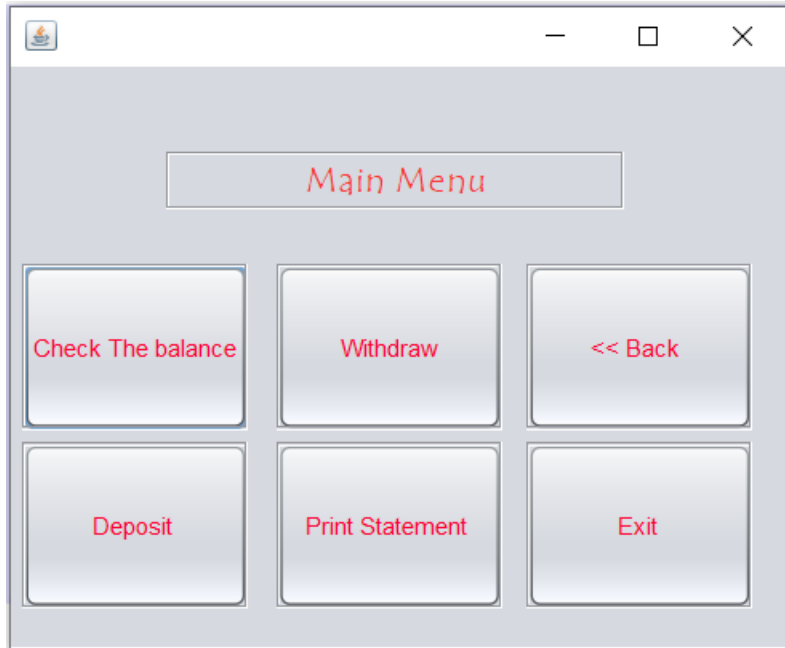 Main Menu
Check The balance
Withdraw
<< Back
Deposit
Print Statement
Exit